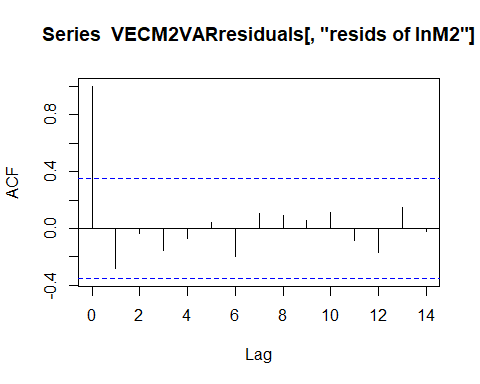 Series  VECM2VARresiduals[, "resids of lnM2"]
ACF
0.8
0.4
0.0
-0.4
0 2 4 6 8 10 12 14
Lag